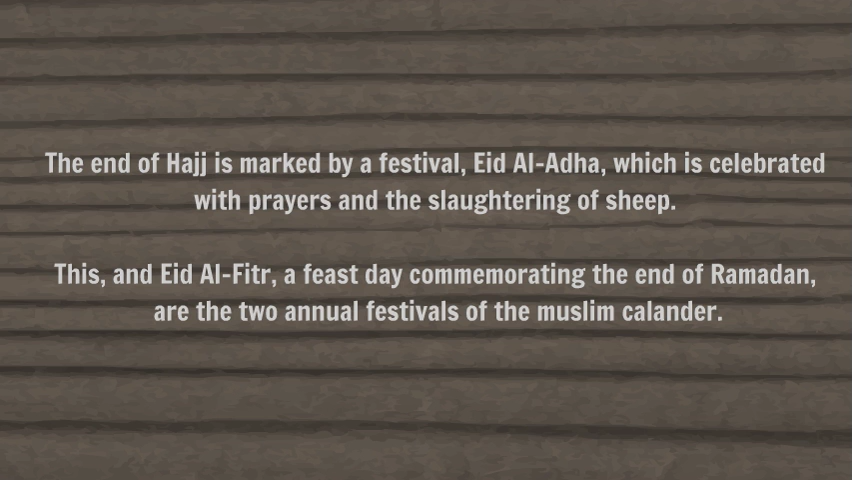 The end of Hajj is marked by a festival, Eid Al-Adha, which is celebrated
with prayers and the slaughtering of sheep.
This, and Eid Al-Fitr, a feast day commemorating the end of Ramadan,
are the two annual festivals of the muslim calander.